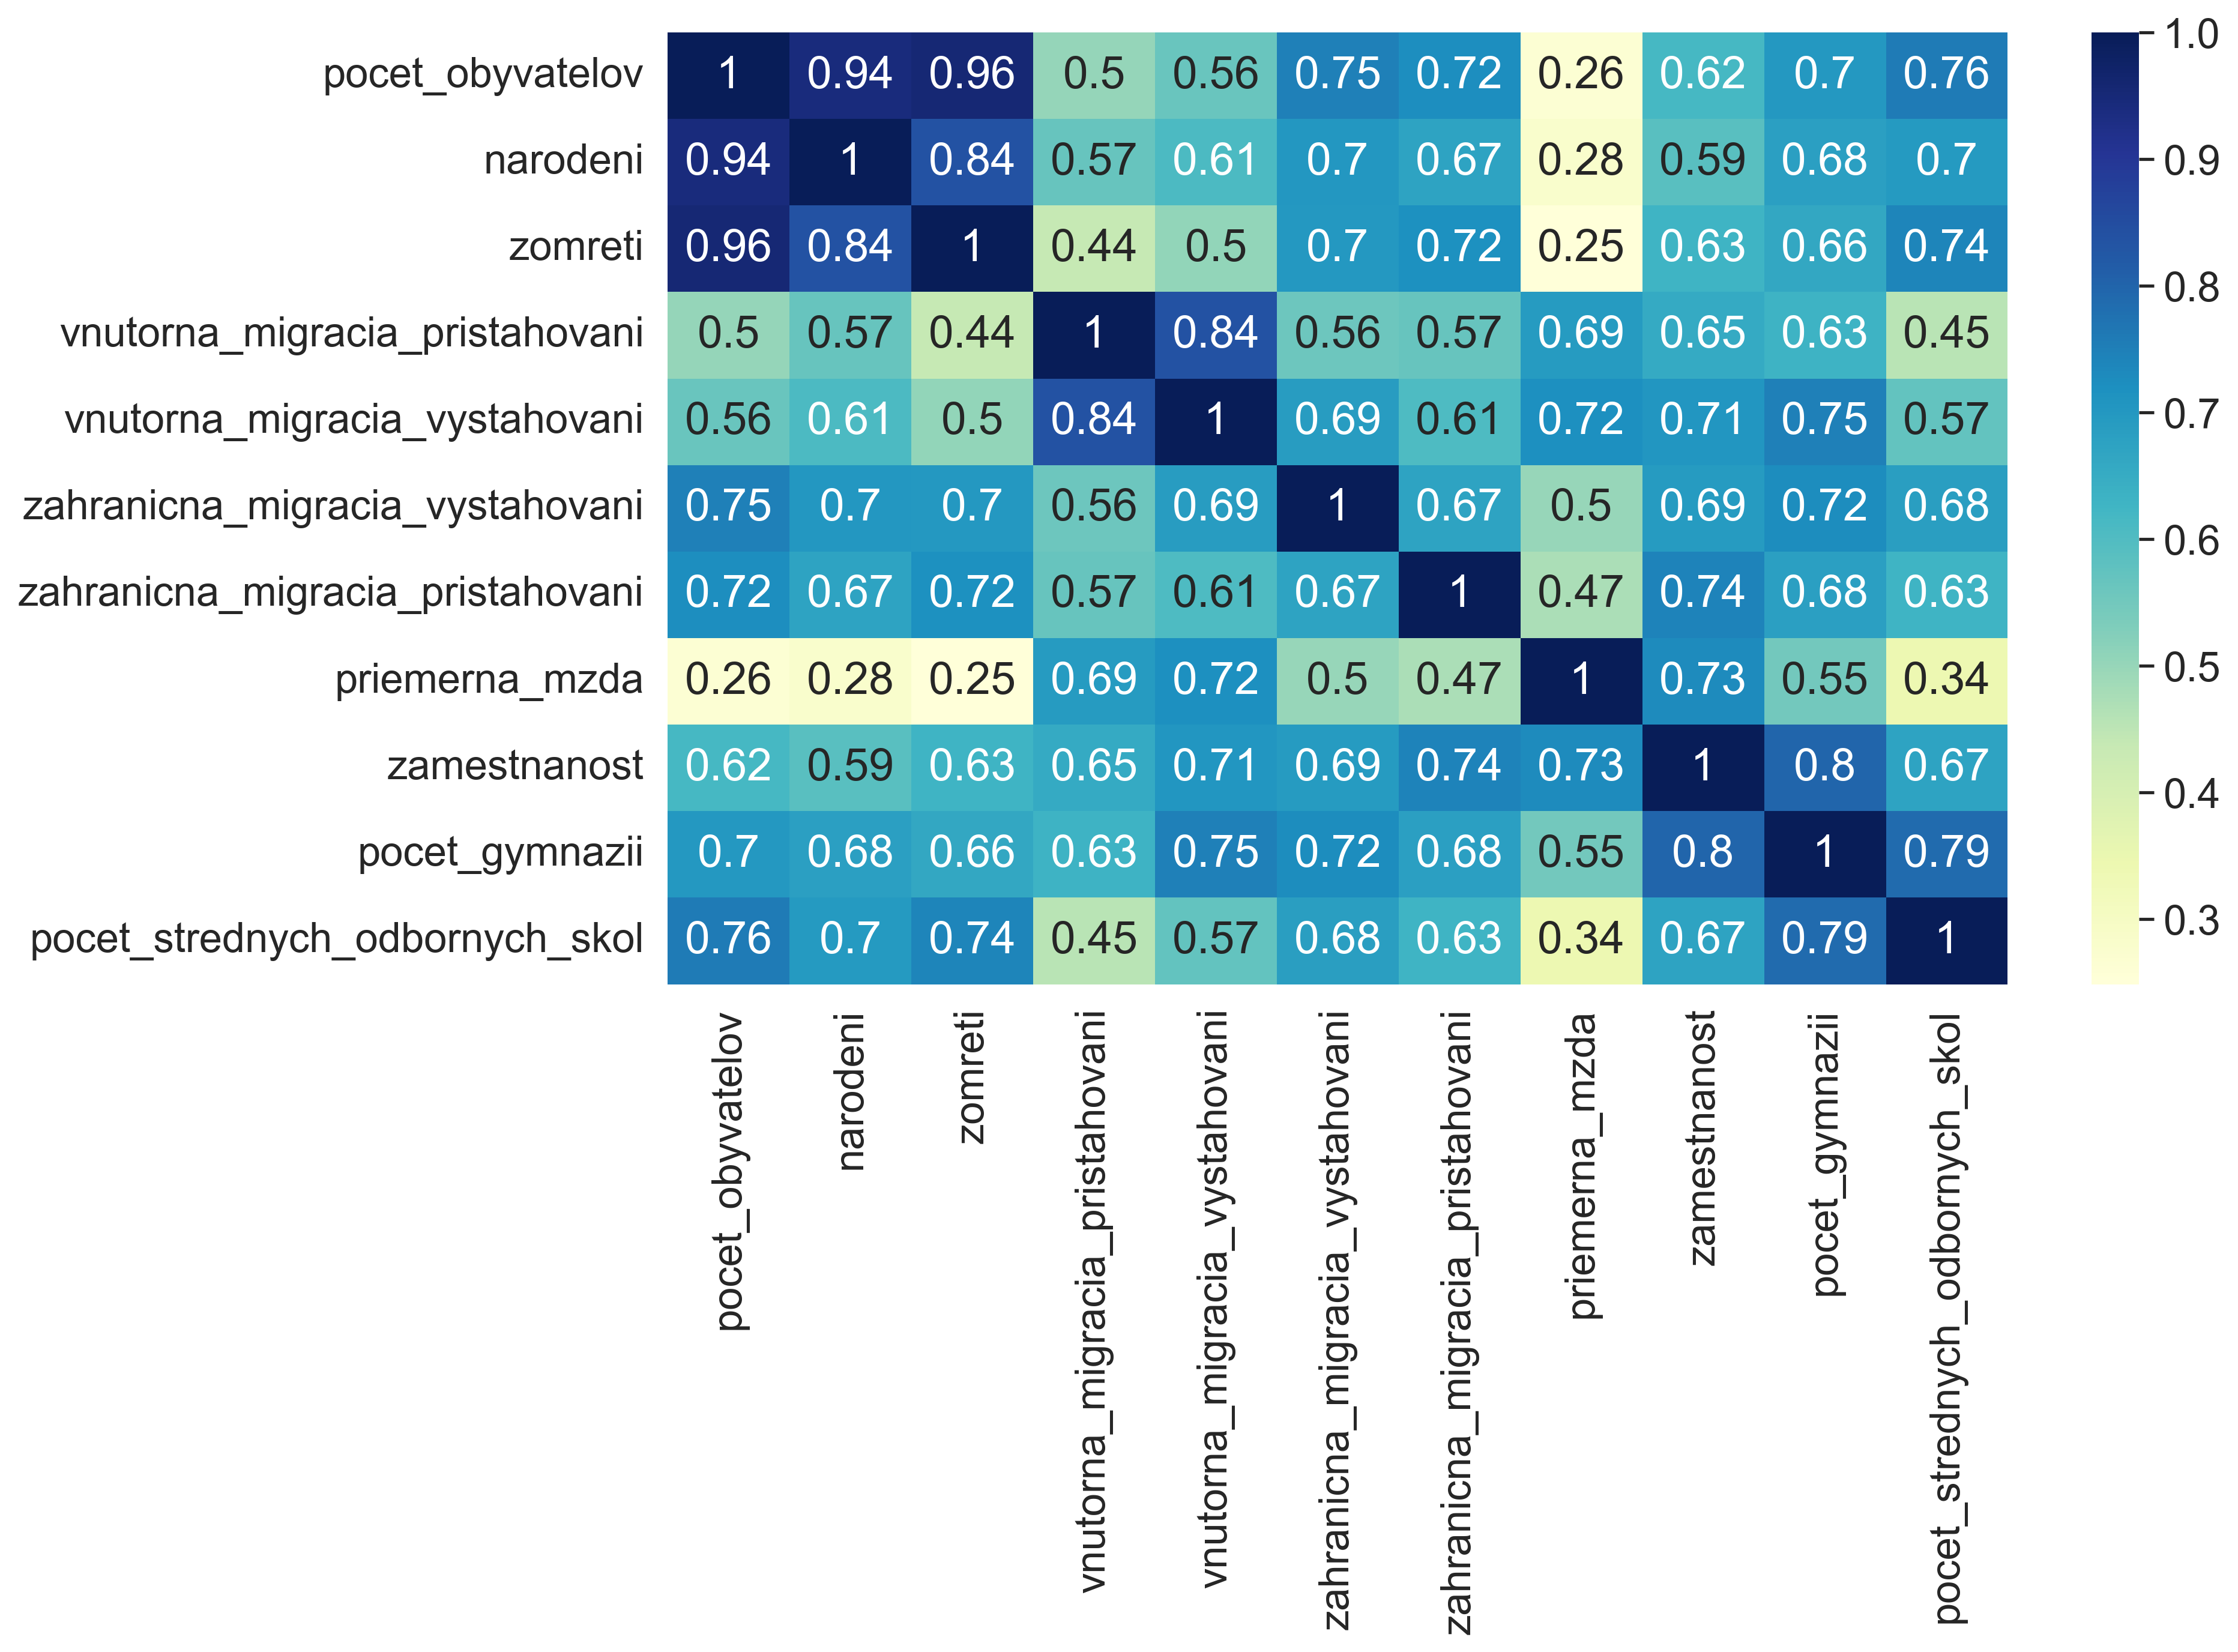 pocet_obyvatelov 1 0.94 0.96 0.5 0.56 0.75 0.72 0.26 0.62 0.7 0.76
narodeni 0.94 1 0.84 0.57 0.61 0.7 0.67 0.28 0.59 0.68 0.7
zomreti 0.96 0.84 1 0.44 0.5 0.7 0.72 0.25 0.63 0.66 0.74
vnutorna_migracia_pristahovani 0.5 0.57 0.44 1 0.84 0.56 0.57 0.69 0.65 0.63 0.45
vnutorna_migracia_vystahovani 0.56 0.61 0.5 0.84 1 0.69 0.61 0.72 0.71 0.75 0.57
zahranicna_migracia_vystahovani 0.75 0.7 0.7 0.56 0.69 1 0.67 0.5 0.69 0.72 0.68
zahranicna_migracia_pristahovani 0.72 0.67 0.72 0.57 0.61 0.67 1 0.47 0.74 0.68 0.63
priemerna_mzda 0.26 0.28 0.25 0.69 0.72 0.5 0.47 1 0.73 0.55 0.34
zamestnanost 0.62 0.59 0.63 0.65 0.71 0.69 0.74 0.73 1 0.8 0.67
pocet_gymnazii 0.7 0.68 0.66 0.63 0.75 0.72 0.68 0.55 0.8 1 0.79
pocet_strednych_odbornych_skol 0.76 0.7 0.74 0.45 0.57 0.68 0.63 0.34 0.67 0.79 1
pocet_obyvatelov
narodeni
zomreti
vnutorna_migracia_pristahovani
vnutorna_migracia_vystahovani
zahranicna_migracia_vystahovani
zahranicna_migracia_pristahovani
priemerna_mzda
zamestnanost
pocet_gymnazii
pocet_strednych_odbornych_skol
1.0
0.9
0.8
0.7
0.6
0.5
0.4
0.3